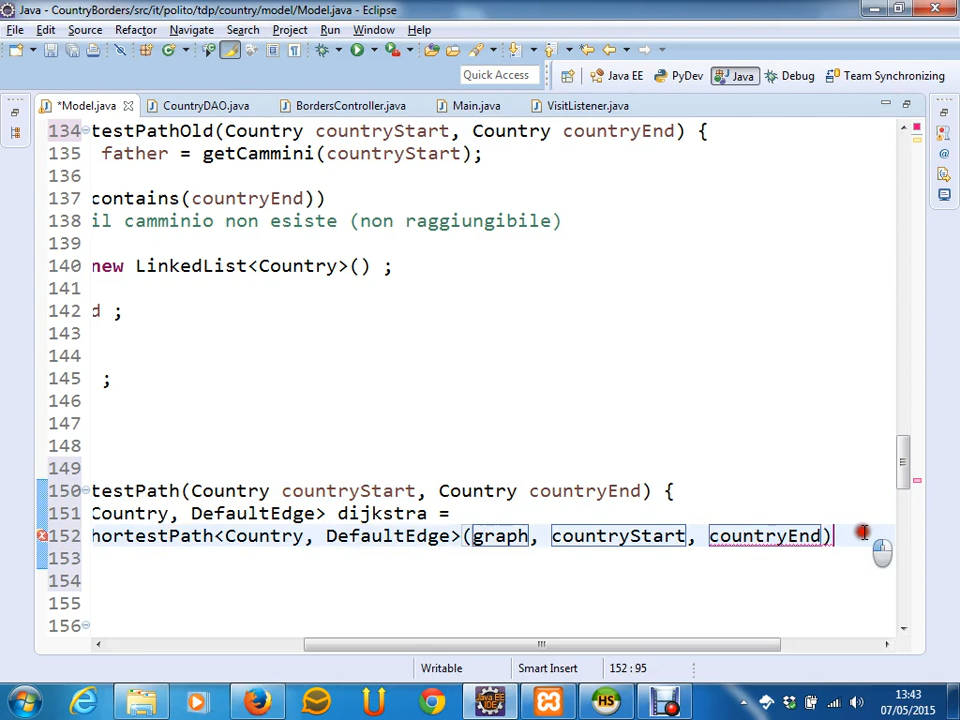 Java - CountryBorders/src/it/polito/tdp/country/model/Model.java - Eclipse
File Edit Source Refactor Navigate Search Project Run Window Help
Quick Access Java EE PyDev Java Debug Team Synchronizing
*Model.java CountryDAO.java BordersController.java Main.java VisitListener.java
134 testPathOld(Country countryStart, Country countryEnd) {
135 father = getCammini(countryStart);
136
137 contains(countryEnd))
138 il camminio non esiste (non raggiungibile)
139
140 new LinkedList<Country>() ;
141
142 d ;
143
144
145 ;
146
147
148
149
150 testPath(Country countryStart, Country countryEnd) {
151 Country, DefaultEdge> dijkstra =
152 hortestPath<Country, DefaultEdge>(graph, countryStart, countryEnd)
153
154
155
156
Writable Smart Insert 152 : 95
Java EE
IDE
HS
13:43
07/05/2015